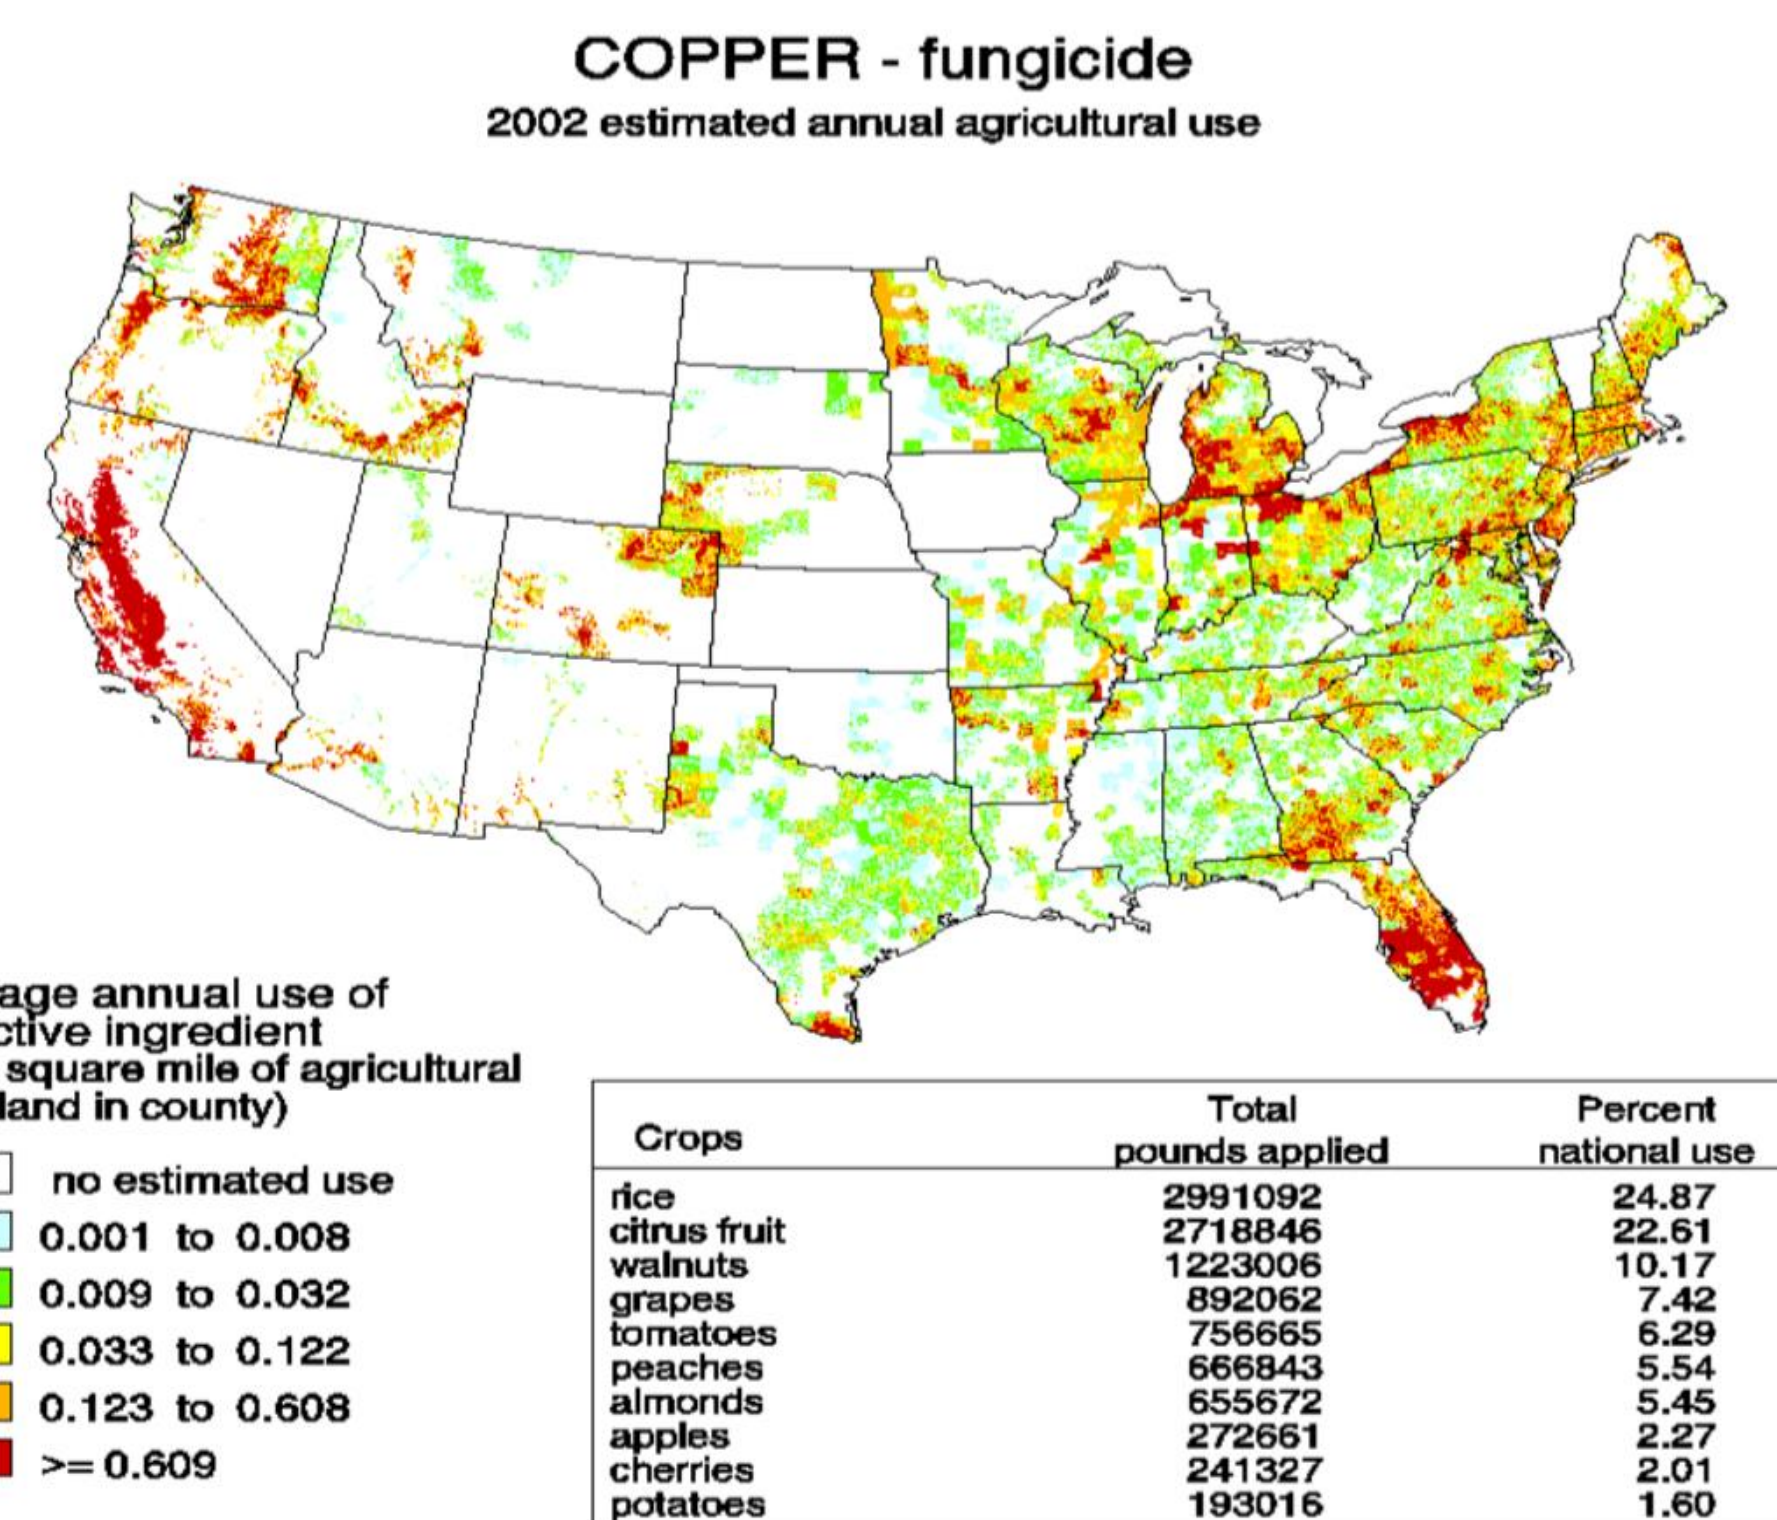 COPPER - fungicide
2002 estimated annual agricultural use
age annual use of
ctive ingredient
square mile of agricultural
land in county)
no estimated use
0.001 to 0.008
0.009 to 0.032
0.033 to 0.122
0.123 to 0.608
>= 0.609
Crops Total pounds applied Percent national use
rice 2991092 24.87
citrus fruit 2718846 22.61
walnuts 1223006 10.17
grapes 892062 7.42
tomatoes 756665 6.29
peaches 666843 5.54
almonds 655672 5.45
apples 272661 2.27
cherries 241327 2.01
potatoes 193016 1.60